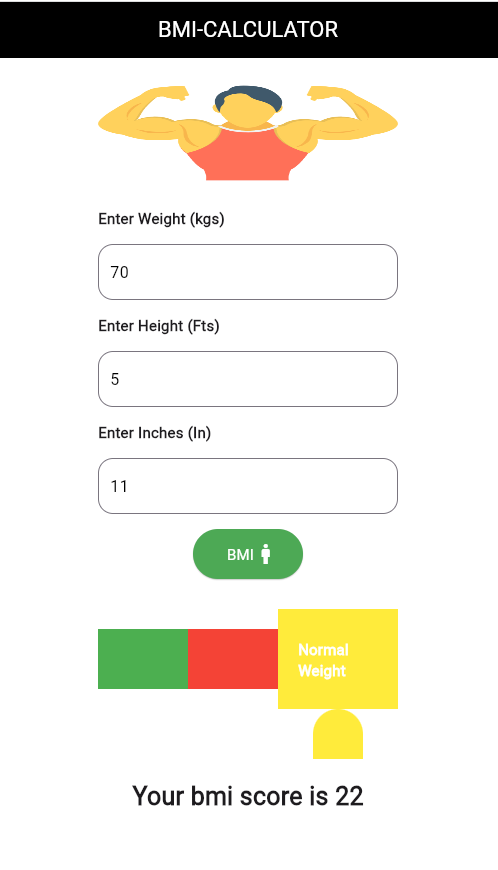 BMI-CALCULATOR
Enter Weight (kgs)
70
Enter Height (Fts)
5
Enter Inches (In)
11
BMI
Normal
Weight
Your bmi score is 22